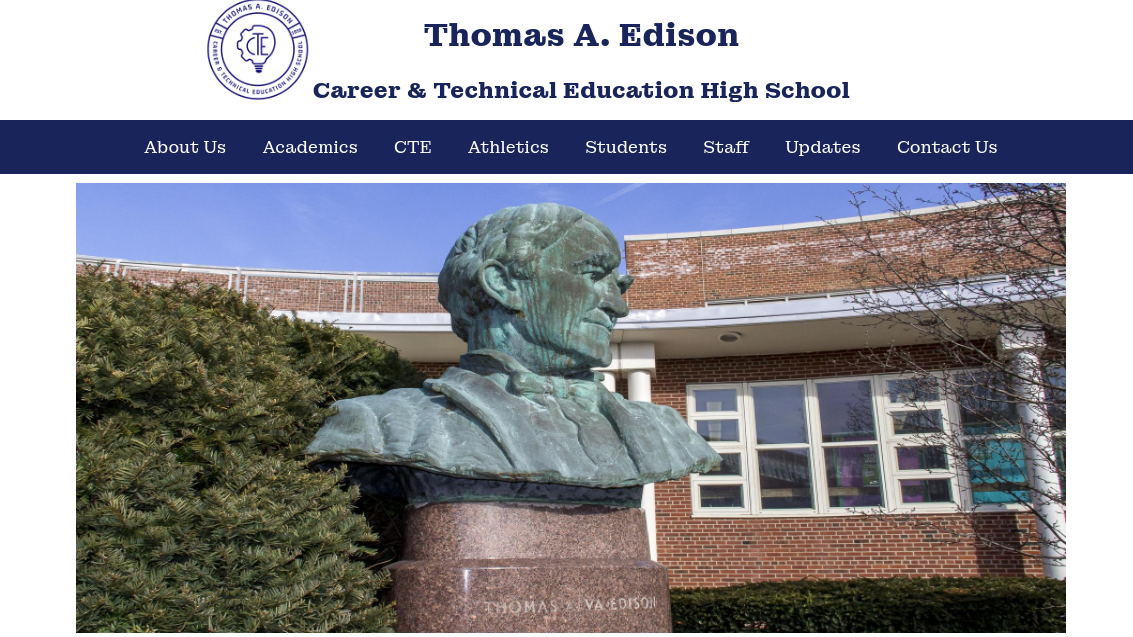 THOMAS A. EDISON
CTE
CAREER & TECHNICAL EDUCATION HIGH SCHOOL
Thomas A. Edison
Career & Technical Education High School
About Us Academics CTE Athletics Students Staff Updates Contact Us
THOMAS ALVA EDISON